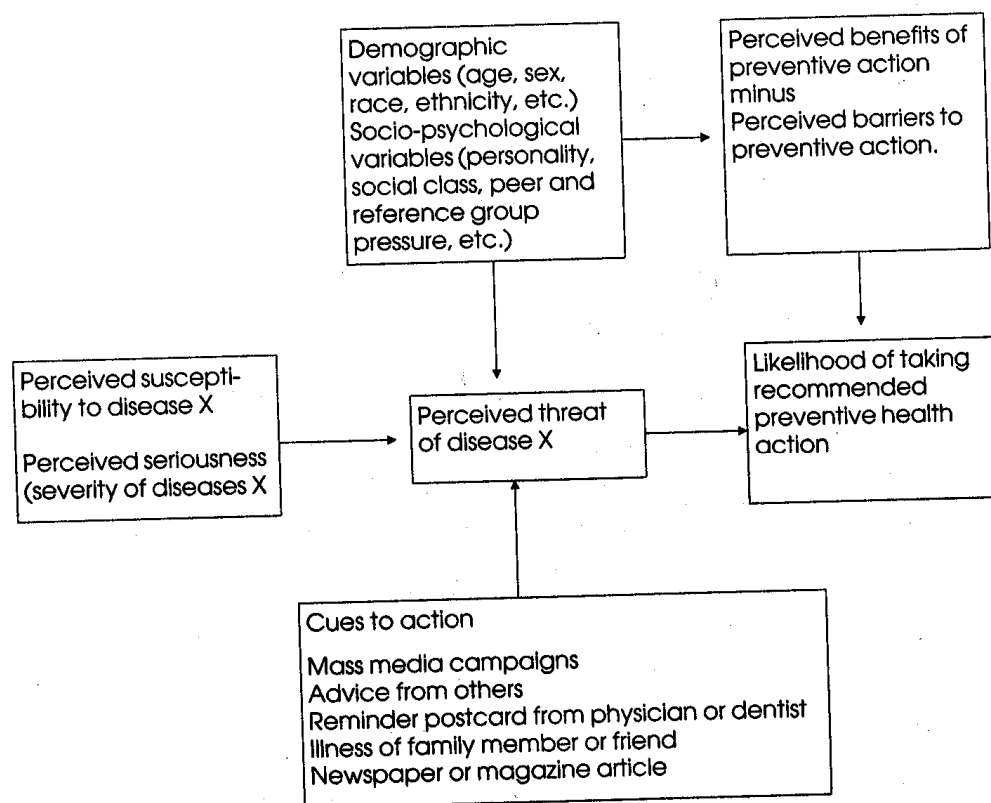 Demographic
variables (age, sex,
race, ethnicity, etc.)
Socio-psychological
variables (personality,
social class, peer and
reference group
pressure, etc.)
Perceived benefits of
preventive action
minus
Perceived barriers to
preventive action.
Perceived suscepti-
bility to disease X
Perceived seriousness
(severity of diseases X
Perceived threat
of disease X
Likelihood of taking
recommended
preventive health
action
Cues to action
Mass media campaigns
Advice from others
Reminder postcard from physician or dentist
Illness of family member or friend
Newspaper or magazine article